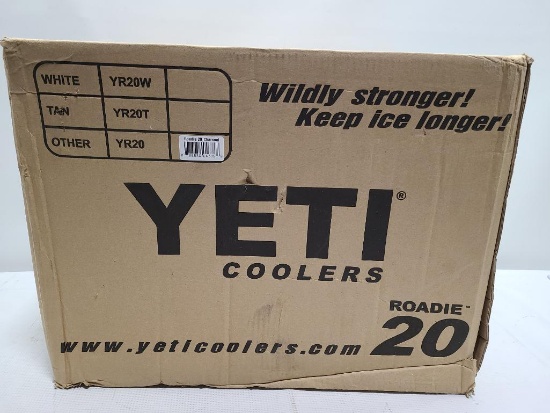 WHITE YR20W
TAN YR20T
OTHER YR20
Wildly stronger!
Keep ice longer!
YETI®
COOLERS
ROADIE™
20
www.yeticoolers.com